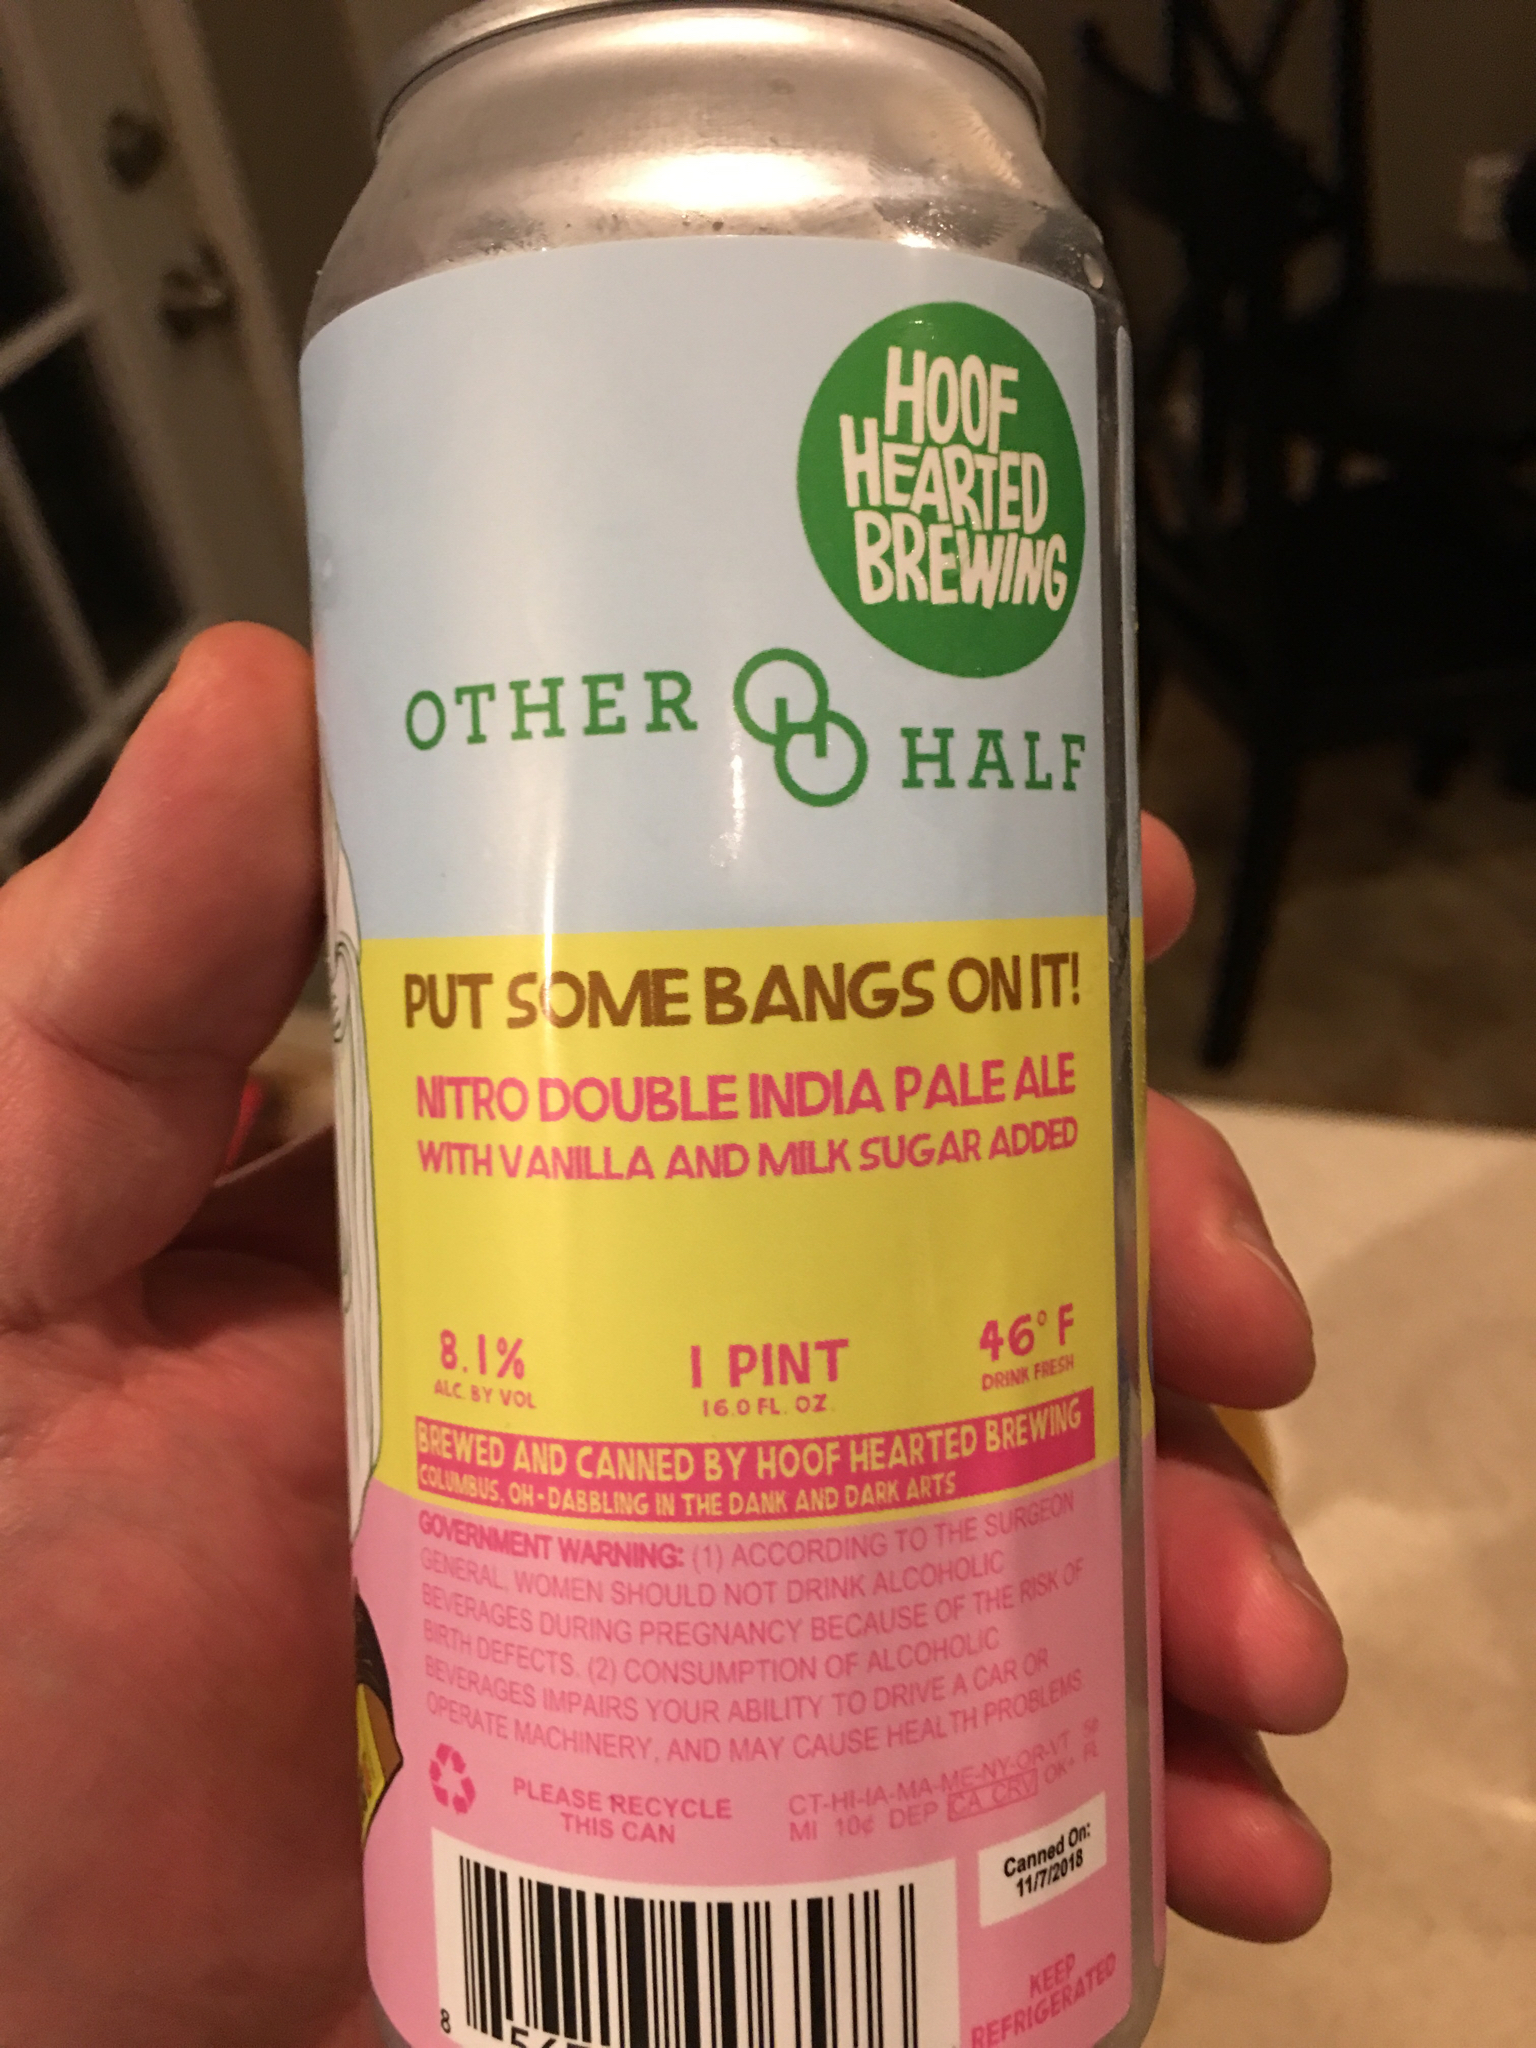 HOOF
HEARTED
BREWING
OTHER HALF
PUT SOME BANGS ON IT!
NITRO DOUBLE INDIA PALE ALE
WITH VANILLA AND MILK SUGAR ADDED
8.1%
ALC. BY VOL
1 PINT
16.0 FL. OZ.
46° F
DRINK FRESH
BREWED AND CANNED BY HOOF HEARTED BREWING
COLUMBUS, OH - DABBLING IN THE DANK AND DARK ARTS
GOVERNMENT WARNING: (1) ACCORDING TO THE SURGEON
GENERAL, WOMEN SHOULD NOT DRINK ALCOHOLIC
BEVERAGES DURING PREGNANCY BECAUSE OF THE RISK OF
BIRTH DEFECTS. (2) CONSUMPTION OF ALCOHOLIC
BEVERAGES IMPAIRS YOUR ABILITY TO DRIVE A CAR OR
OPERATE MACHINERY, AND MAY CAUSE HEALTH PROBLEMS.
PLEASE RECYCLE
THIS CAN
CT-HI-IA-MA-ME-NY-OR-VT 5¢
MI 10¢ DEP CA CRV OK+ FL
Canned On:
11/7/2018
KEEP
REFRIGERATED
8